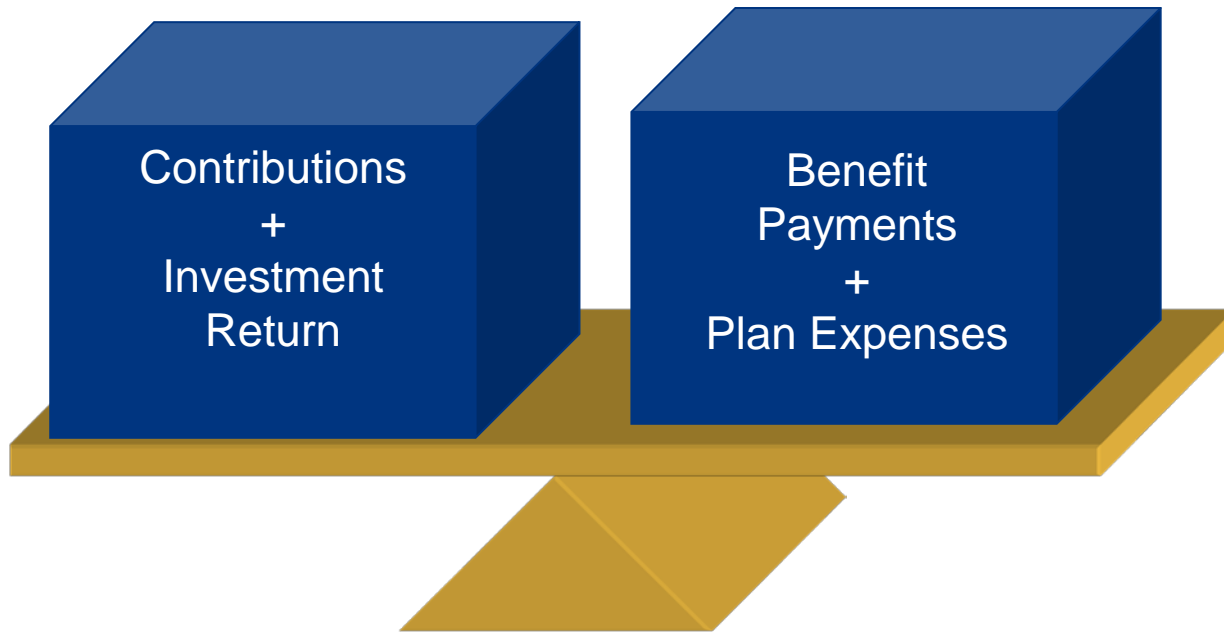 Contributions
+
Investment
Return
Benefit
Payments
+
Plan Expenses